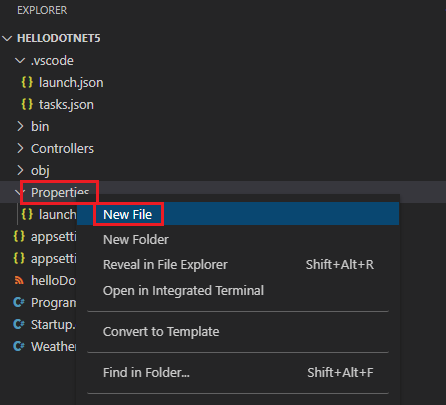 EXPLORER
HELLODOTNET5
.vscode
{} launch.json
{} tasks.json
bin
Controllers
obj
Properties
New File
{} launch
New Folder
{} appsetti
Reveal in File Explorer Shift+Alt+R
{} appsetti
helloDo
Open in Integrated Terminal
C# Program
Convert to Template
C# Startup.
C# Weather
Find in Folder... Shift+Alt+F